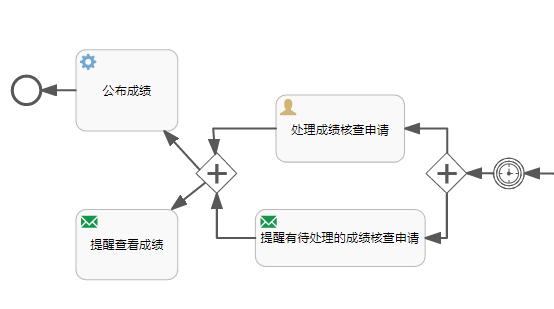 公布成绩
处理成绩核查申请
提醒查看成绩
提醒有待处理的成绩核查申请